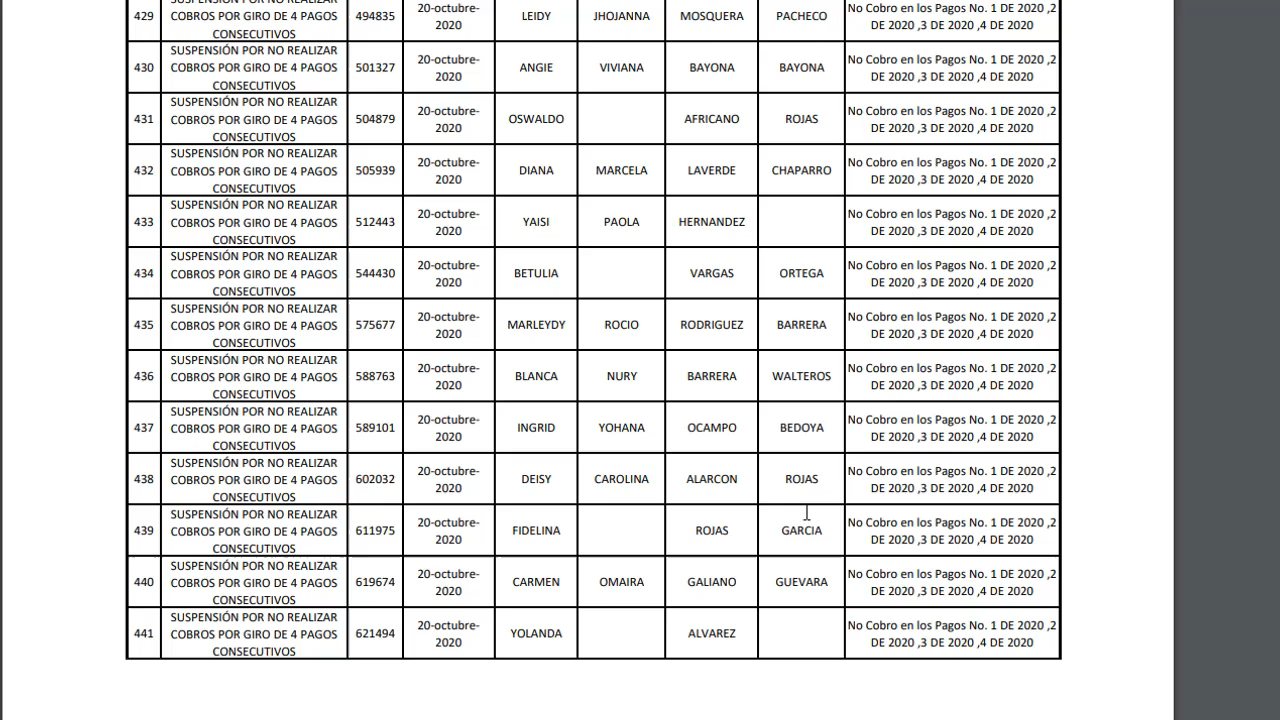 429 SUSPENSIÓN POR NO REALIZAR COBROS POR GIRO DE 4 PAGOS CONSECUTIVOS 494835 20-octubre-2020 LEIDY JHOJANNA MOSQUERA PACHECO No Cobro en los Pagos No. 1 DE 2020 ,2 DE 2020 ,3 DE 2020 ,4 DE 2020
430 SUSPENSIÓN POR NO REALIZAR COBROS POR GIRO DE 4 PAGOS CONSECUTIVOS 501327 20-octubre-2020 ANGIE VIVIANA BAYONA BAYONA No Cobro en los Pagos No. 1 DE 2020 ,2 DE 2020 ,3 DE 2020 ,4 DE 2020
431 SUSPENSIÓN POR NO REALIZAR COBROS POR GIRO DE 4 PAGOS CONSECUTIVOS 504879 20-octubre-2020 OSWALDO AFRICANO ROJAS No Cobro en los Pagos No. 1 DE 2020 ,2 DE 2020 ,3 DE 2020 ,4 DE 2020
432 SUSPENSIÓN POR NO REALIZAR COBROS POR GIRO DE 4 PAGOS CONSECUTIVOS 505939 20-octubre-2020 DIANA MARCELA LAVERDE CHAPARRO No Cobro en los Pagos No. 1 DE 2020 ,2 DE 2020 ,3 DE 2020 ,4 DE 2020
433 SUSPENSIÓN POR NO REALIZAR COBROS POR GIRO DE 4 PAGOS CONSECUTIVOS 512443 20-octubre-2020 YAISI PAOLA HERNANDEZ No Cobro en los Pagos No. 1 DE 2020 ,2 DE 2020 ,3 DE 2020 ,4 DE 2020
434 SUSPENSIÓN POR NO REALIZAR COBROS POR GIRO DE 4 PAGOS CONSECUTIVOS 544430 20-octubre-2020 BETULIA VARGAS ORTEGA No Cobro en los Pagos No. 1 DE 2020 ,2 DE 2020 ,3 DE 2020 ,4 DE 2020
435 SUSPENSIÓN POR NO REALIZAR COBROS POR GIRO DE 4 PAGOS CONSECUTIVOS 575677 20-octubre-2020 MARLEYDY ROCIO RODRIGUEZ BARRERA No Cobro en los Pagos No. 1 DE 2020 ,2 DE 2020 ,3 DE 2020 ,4 DE 2020
436 SUSPENSIÓN POR NO REALIZAR COBROS POR GIRO DE 4 PAGOS CONSECUTIVOS 588763 20-octubre-2020 BLANCA NURY BARRERA WALTEROS No Cobro en los Pagos No. 1 DE 2020 ,2 DE 2020 ,3 DE 2020 ,4 DE 2020
437 SUSPENSIÓN POR NO REALIZAR COBROS POR GIRO DE 4 PAGOS CONSECUTIVOS 589101 20-octubre-2020 INGRID YOHANA OCAMPO BEDOYA No Cobro en los Pagos No. 1 DE 2020 ,2 DE 2020 ,3 DE 2020 ,4 DE 2020
438 SUSPENSIÓN POR NO REALIZAR COBROS POR GIRO DE 4 PAGOS CONSECUTIVOS 602032 20-octubre-2020 DEISY CAROLINA ALARCON ROJAS No Cobro en los Pagos No. 1 DE 2020 ,2 DE 2020 ,3 DE 2020 ,4 DE 2020
439 SUSPENSIÓN POR NO REALIZAR COBROS POR GIRO DE 4 PAGOS CONSECUTIVOS 611975 20-octubre-2020 FIDELINA ROJAS GARCIA No Cobro en los Pagos No. 1 DE 2020 ,2 DE 2020 ,3 DE 2020 ,4 DE 2020
440 SUSPENSIÓN POR NO REALIZAR COBROS POR GIRO DE 4 PAGOS CONSECUTIVOS 619674 20-octubre-2020 CARMEN OMAIRA GALIANO GUEVARA No Cobro en los Pagos No. 1 DE 2020 ,2 DE 2020 ,3 DE 2020 ,4 DE 2020
441 SUSPENSIÓN POR NO REALIZAR COBROS POR GIRO DE 4 PAGOS CONSECUTIVOS 621494 20-octubre-2020 YOLANDA ALVAREZ No Cobro en los Pagos No. 1 DE 2020 ,2 DE 2020 ,3 DE 2020 ,4 DE 2020